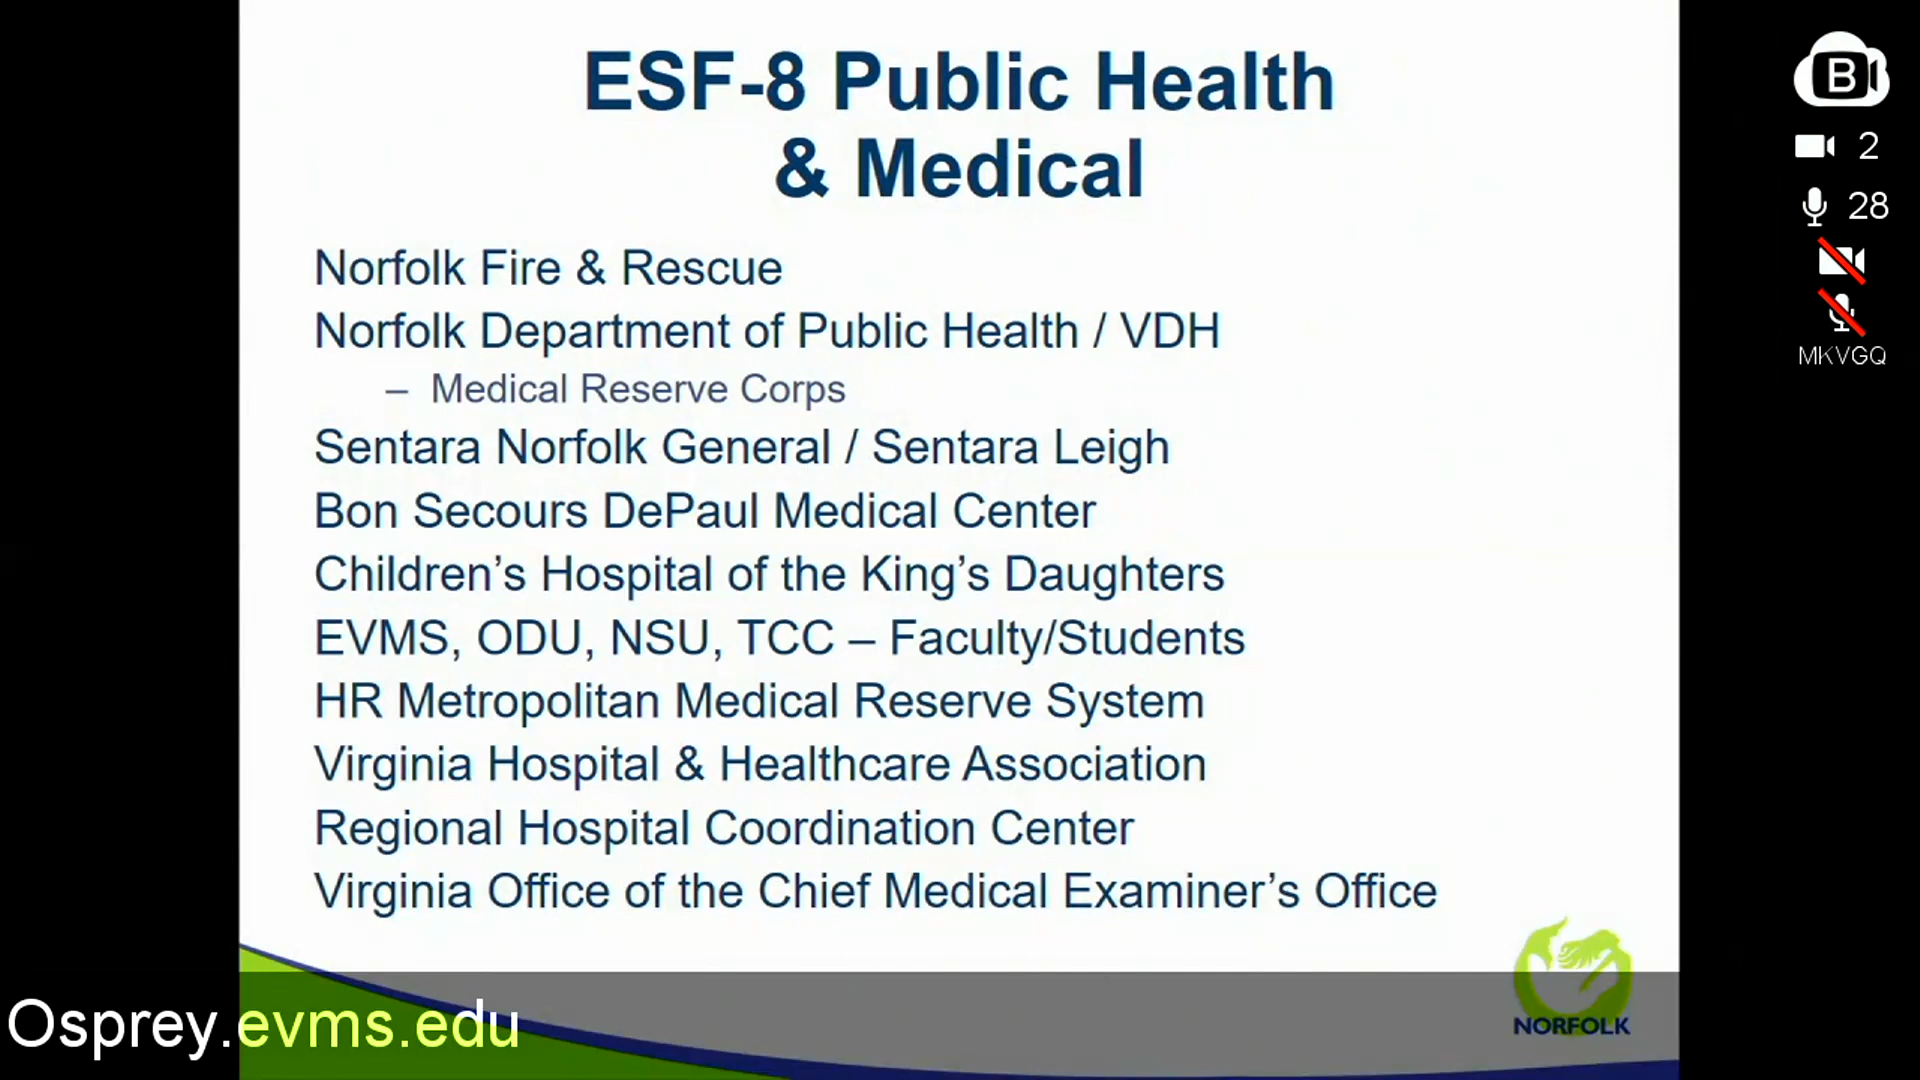 ESF-8 Public Health
& Medical
Norfolk Fire & Rescue
Norfolk Department of Public Health / VDH
– Medical Reserve Corps
Sentara Norfolk General / Sentara Leigh
Bon Secours DePaul Medical Center
Children’s Hospital of the King’s Daughters
EVMS, ODU, NSU, TCC – Faculty/Students
HR Metropolitan Medical Reserve System
Virginia Hospital & Healthcare Association
Regional Hospital Coordination Center
Virginia Office of the Chief Medical Examiner’s Office
NORFOLK
Osprey.evms.edu
B
2
28
MKVGQ